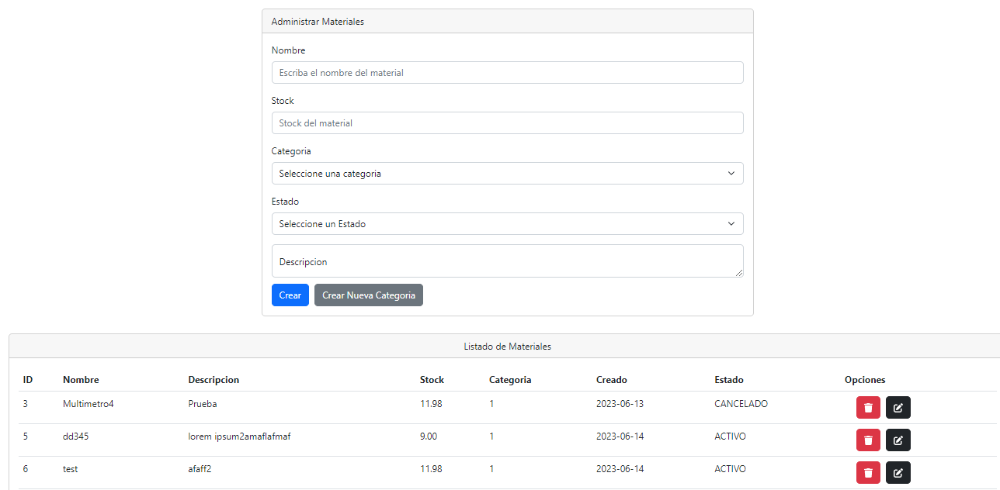 Administrar Materiales
Nombre
Escriba el nombre del material
Stock
Stock del material
Categoria
Seleccione una categoria
Estado
Seleccione un Estado
Descripcion
Crear Crear Nueva Categoria
Listado de Materiales
ID Nombre Descripcion Stock Categoria Creado Estado Opciones
3 Multimetro4 Prueba 11.98 1 2023-06-13 CANCELADO
5 dd345 lorem ipsum2amaflafmaf 9.00 1 2023-06-14 ACTIVO
6 test afaff2 11.98 1 2023-06-14 ACTIVO